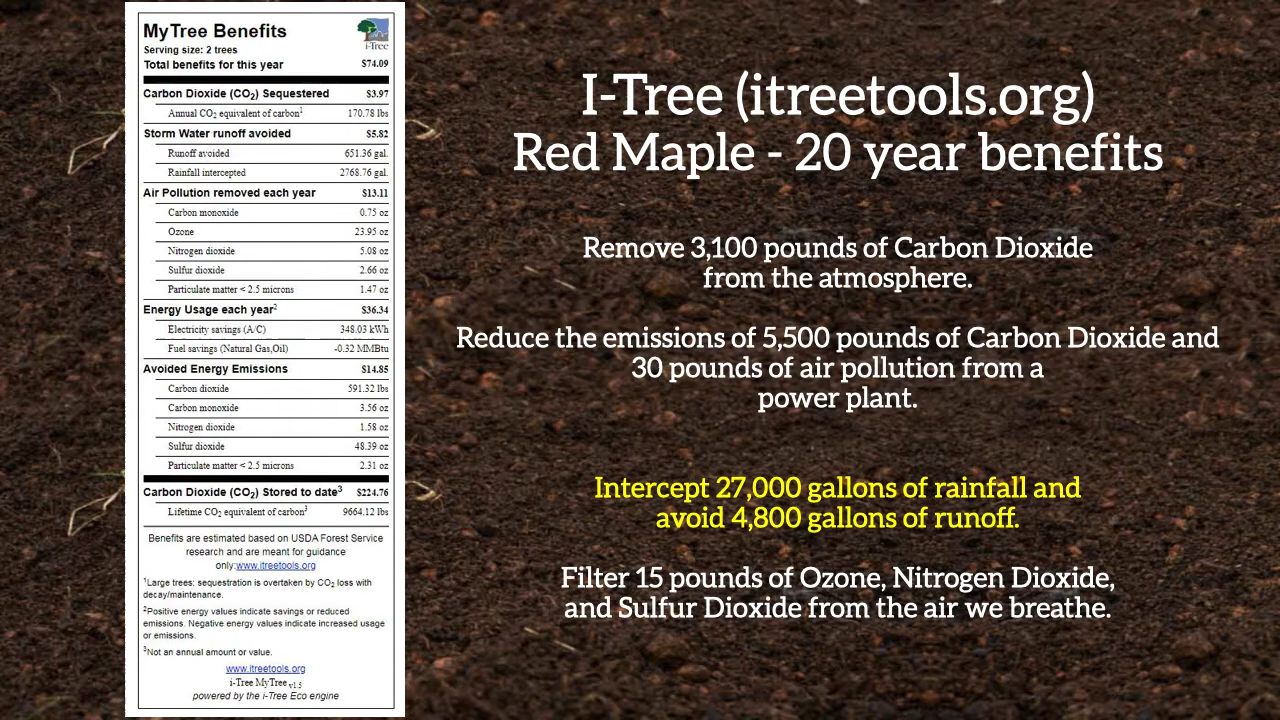 MyTree Benefits
i-Tree
Serving size: 2 trees
Total benefits for this year $74.09
Carbon Dioxide (CO2) Sequestered $3.97
Annual CO2 equivalent of carbon1 170.78 lbs
Storm Water runoff avoided $5.82
Runoff avoided 651.36 gal.
Rainfall intercepted 2768.76 gal.
Air Pollution removed each year $13.11
Carbon monoxide 0.75 oz
Ozone 23.95 oz
Nitrogen dioxide 5.08 oz
Sulfur dioxide 2.66 oz
Particulate matter < 2.5 microns 1.47 oz
Energy Usage each year2 $36.34
Electricity savings (A/C) 348.03 kWh
Fuel savings (Natural Gas,Oil) -0.32 MMBtu
Avoided Energy Emissions $14.85
Carbon dioxide 591.32 lbs
Carbon monoxide 3.56 oz
Nitrogen dioxide 1.58 oz
Sulfur dioxide 48.39 oz
Particulate matter < 2.5 microns 2.31 oz
Carbon Dioxide (CO2) Stored to date3 $224.76
Lifetime CO2 equivalent of carbon3 9664.12 lbs
Benefits are estimated based on USDA Forest Service
research and are meant for guidance
only:www.itreetools.org
1Large trees: sequestration is overtaken by CO2 loss with
decay/maintenance.
2Positive energy values indicate savings or reduced
emissions. Negative energy values indicate increased usage
or emissions.
3Not an annual amount or value.
www.itreetools.org
i-Tree MyTree v1.5
powered by the i-Tree Eco engine
I-Tree (itreetools.org)
Red Maple - 20 year benefits
Remove 3,100 pounds of Carbon Dioxide
from the atmosphere.
Reduce the emissions of 5,500 pounds of Carbon Dioxide and
30 pounds of air pollution from a
power plant.
Intercept 27,000 gallons of rainfall and
avoid 4,800 gallons of runoff.
Filter 15 pounds of Ozone, Nitrogen Dioxide,
and Sulfur Dioxide from the air we breathe.